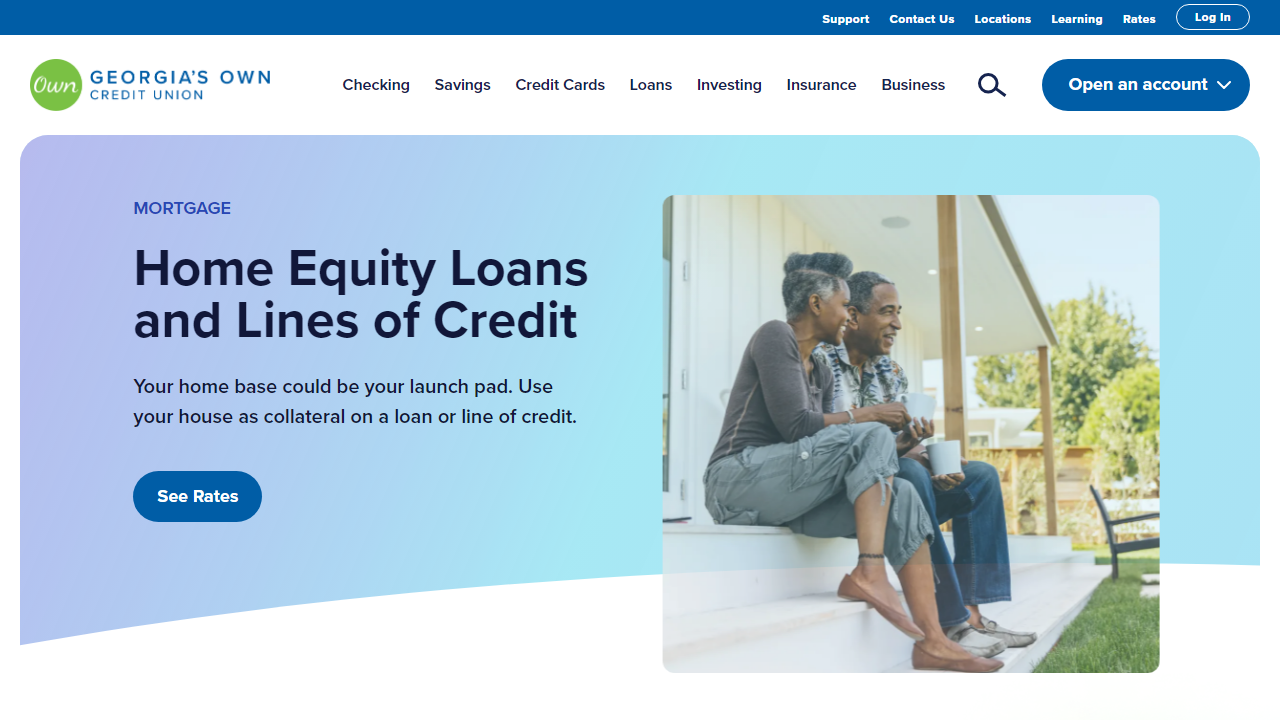 Support Contact Us Locations Learning Rates Log In
Own GEORGIA'S OWN
CREDIT UNION
Checking Savings Credit Cards Loans Investing Insurance Business Open an account
MORTGAGE
Home Equity Loans
and Lines of Credit
Your home base could be your launch pad. Use
your house as collateral on a loan or line of credit.
See Rates